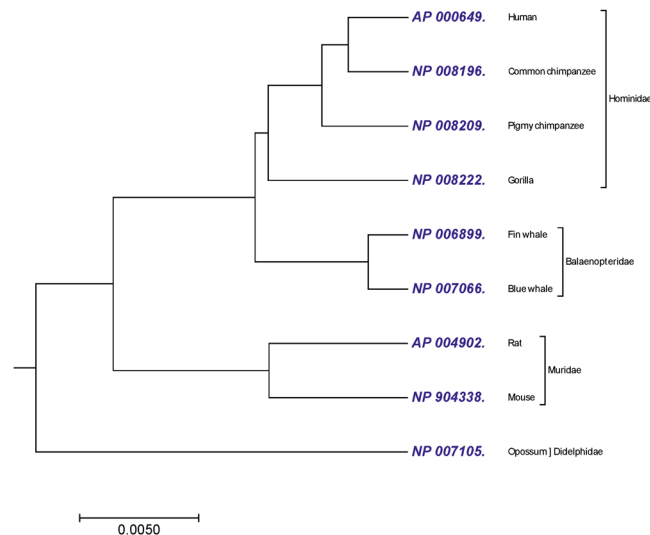 AP 000649. Human
NP 008196. Common chimpanzee
Hominidae
NP 008209. Pigmy chimpanzee
NP 008222. Gorilla
NP 006899. Fin whale
Balaenopteridae
NP 007066. Blue whale
AP 004902. Rat
Muridae
NP 904338. Mouse
NP 007105. Opossum ] Didelphidae
0.0050